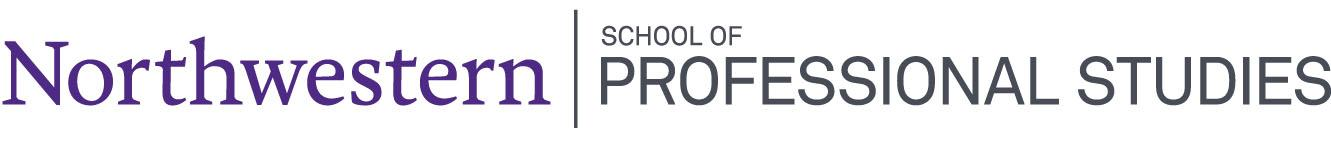 Northwestern
SCHOOL OF
PROFESSIONAL STUDIES